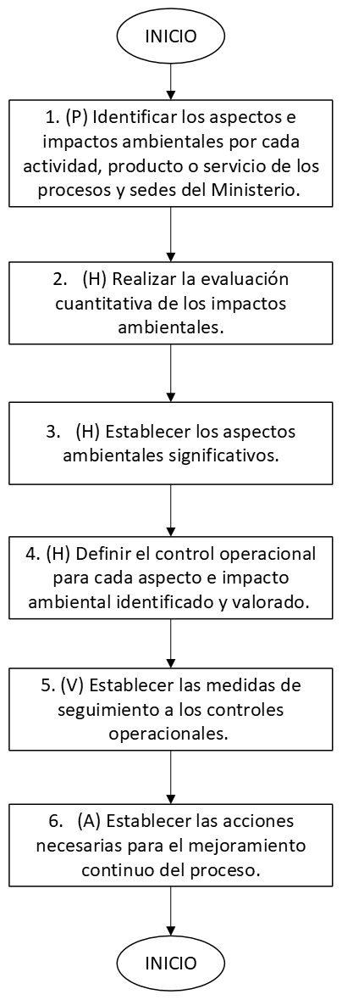 INICIO
1. (P) Identificar los aspectos e
impactos ambientales por cada
actividad, producto o servicio de los
procesos y sedes del Ministerio.
2. (H) Realizar la evaluación
cuantitativa de los impactos
ambientales.
3. (H) Establecer los aspectos
ambientales significativos.
4. (H) Definir el control operacional
para cada aspecto e impacto
ambiental identificado y valorado.
5. (V) Establecer las medidas de
seguimiento a los controles
operacionales.
6. (A) Establecer las acciones
necesarias para el mejoramiento
continuo del proceso.
INICIO